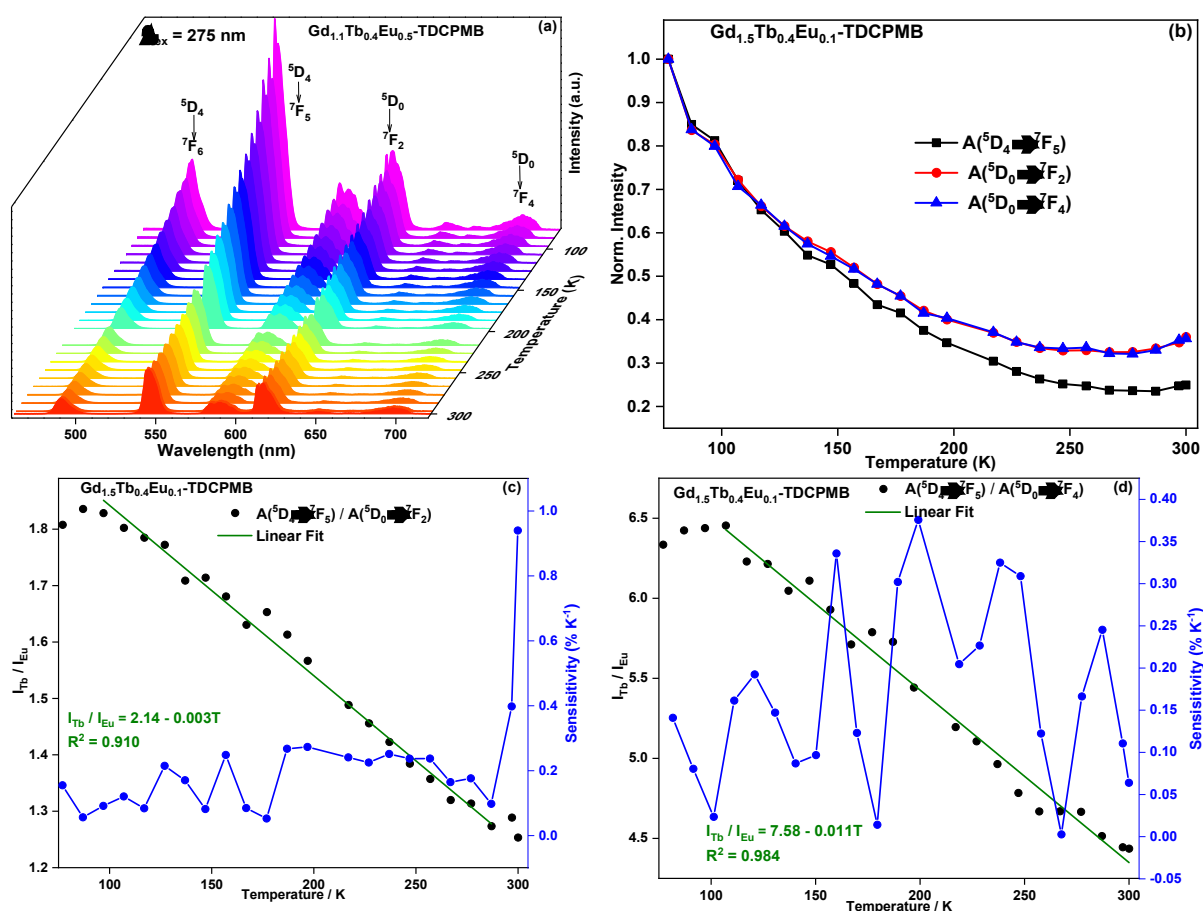 (a)
λex = 275 nm
Gd1.1Tb0.4Eu0.5-TDCPMB
⁵D₄
↓
⁷F₆
⁵D₄
↓
⁷F₅
⁵D₀
↓
⁷F₂
⁵D₀
↓
⁷F₄
Intensity (a.u.)
100
150
200
250
300
Temperature (K)
500
550
600
650
700
Wavelength (nm)
Gd₁.₅Tb₀.₄Eu₀.₁-TDCPMB
(b)
A(⁵D₄➡⁷F₅)
A(⁵D₀➡⁷F₂)
A(⁵D₀➡⁷F₄)
Norm. Intensity
1.0
0.9
0.8
0.7
0.6
0.5
0.4
0.3
0.2
100 150 200 250 300
Temperature (K)
Gd₁.₅Tb₀.₄Eu₀.₁-TDCPMB
(c)
A(⁵D₄➡⁷F₅) / A(⁵D₀➡⁷F₂)
Linear Fit
I_Tb / I_Eu
1.8
1.7
1.6
1.5
1.4
1.3
1.2
I_Tb / I_Eu = 2.14 - 0.003T
R² = 0.910
1.0
0.8
0.6
0.4
0.2
0.0
Sensisitivity (% K⁻¹)
100 150 200 250 300
Temperature / K
Gd₁.₅Tb₀.₄Eu₀.₁-TDCPMB
(d)
A(⁵D₄➡⁷F₅) / A(⁵D₀➡⁷F₄)
Linear Fit
I_Tb / I_Eu
6.5
6.0
5.5
5.0
4.5
I_Tb / I_Eu = 7.58 - 0.011T
R² = 0.984
0.40
0.35
0.30
0.25
0.20
0.15
0.10
0.05
0.00
-0.05
Sensisitivity (% K⁻¹)
100 150 200 250 300
Temperature / K